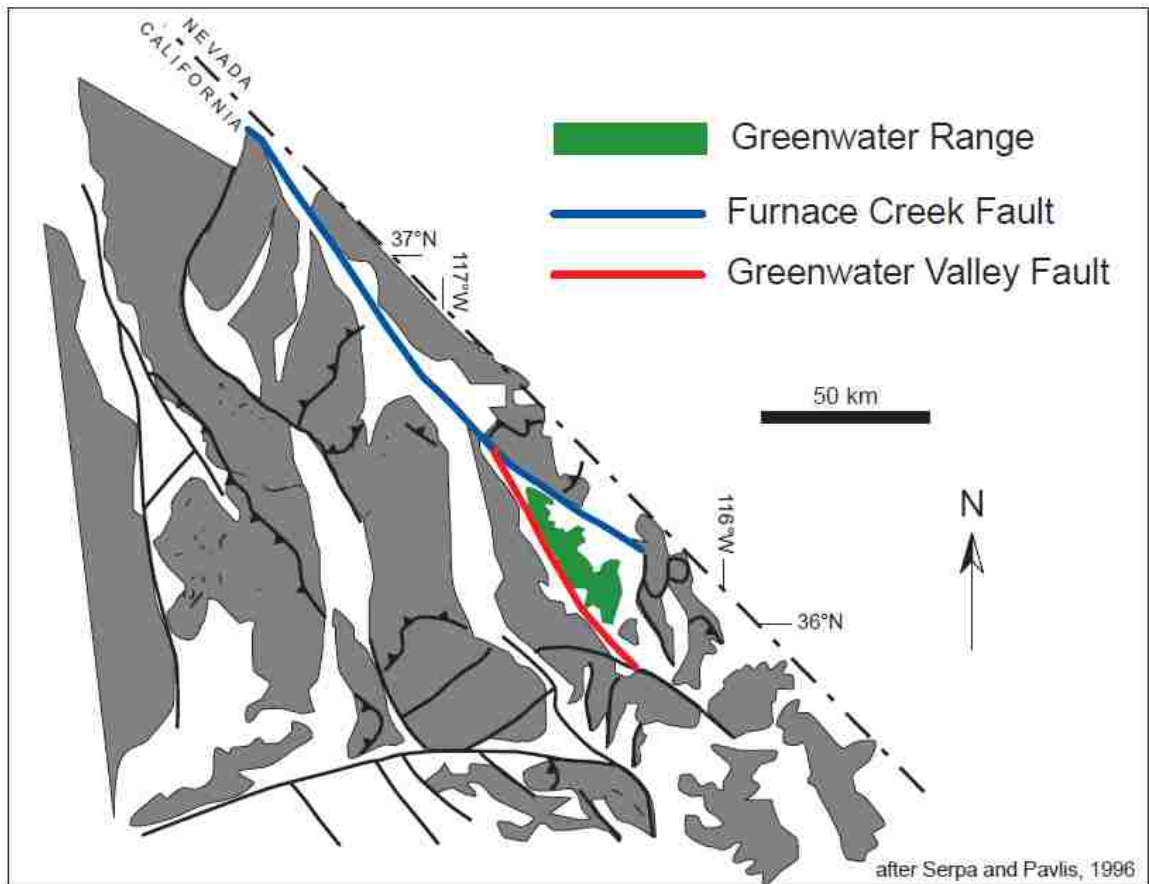 NEVADA
CALIFORNIA
Greenwater Range
Furnace Creek Fault
Greenwater Valley Fault
37°N
117°W
50 km
116°W
N
36°N
after Serpa and Pavlis, 1996